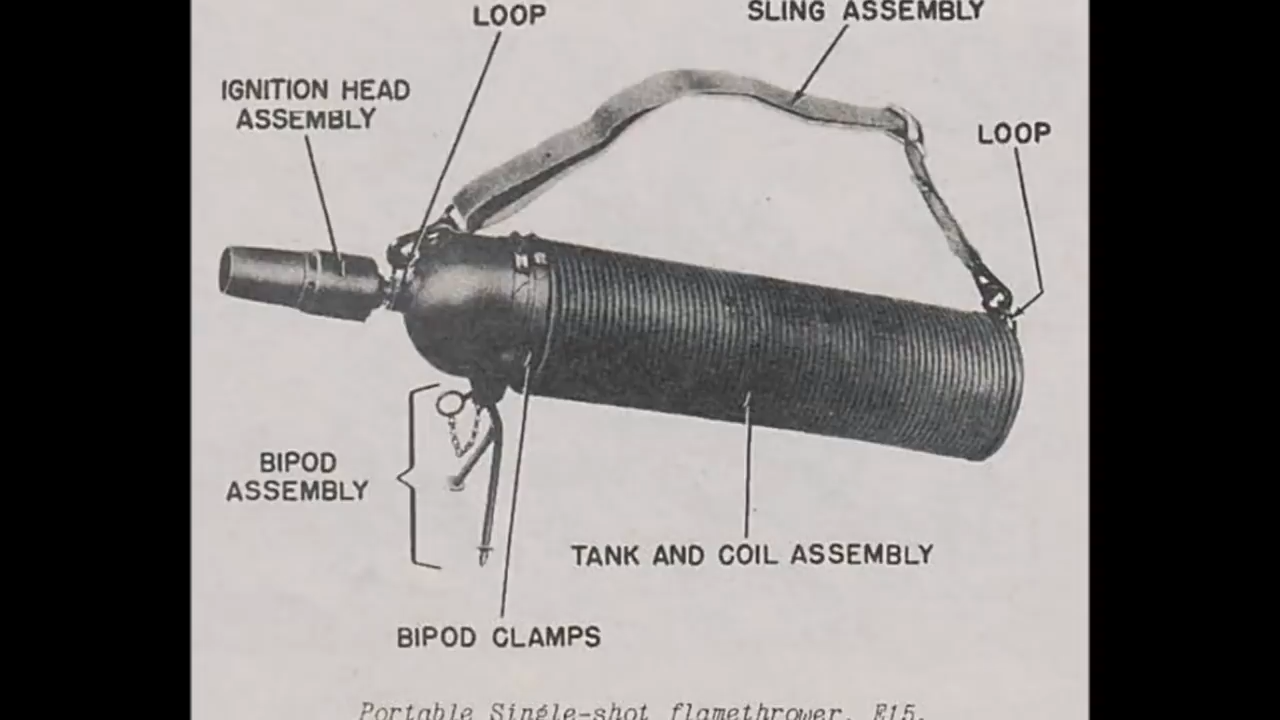 LOOP
SLING ASSEMBLY
IGNITION HEAD
ASSEMBLY
LOOP
BIPOD
ASSEMBLY
TANK AND COIL ASSEMBLY
BIPOD CLAMPS
Portable Single-shot flamethrower, E15.